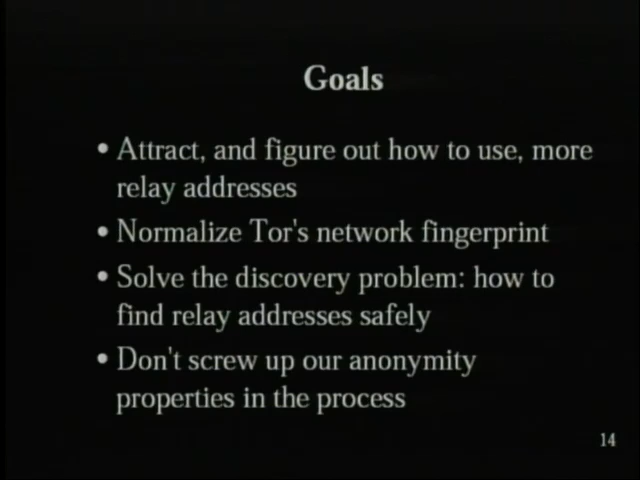 Goals
• Attract, and figure out how to use, more
relay addresses
• Normalize Tor's network fingerprint
• Solve the discovery problem: how to
find relay addresses safely
• Don't screw up our anonymity
properties in the process
14